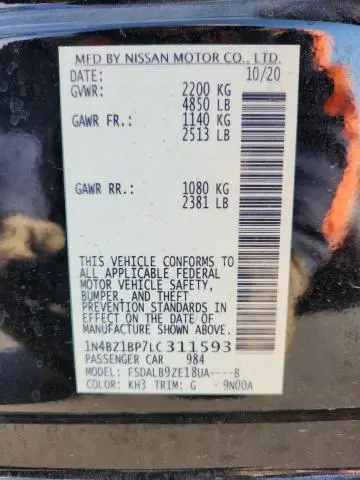 MFD BY NISSAN MOTOR CO., LTD.
DATE: 10/20
GVWR: 2200 KG
4850 LB
GAWR FR.: 1140 KG
2513 LB
GAWR RR.: 1080 KG
2381 LB
THIS VEHICLE CONFORMS TO
ALL APPLICABLE FEDERAL
MOTOR VEHICLE SAFETY,
BUMPER, AND THEFT
PREVENTION STANDARDS IN
EFFECT ON THE DATE OF
MANUFACTURE SHOWN ABOVE.
1N4BZ1BP7LC311593
PASSENGER CAR 984
MODEL: FSDALB9ZE18UA----B
COLOR: KH3 TRIM: G - 9N00A